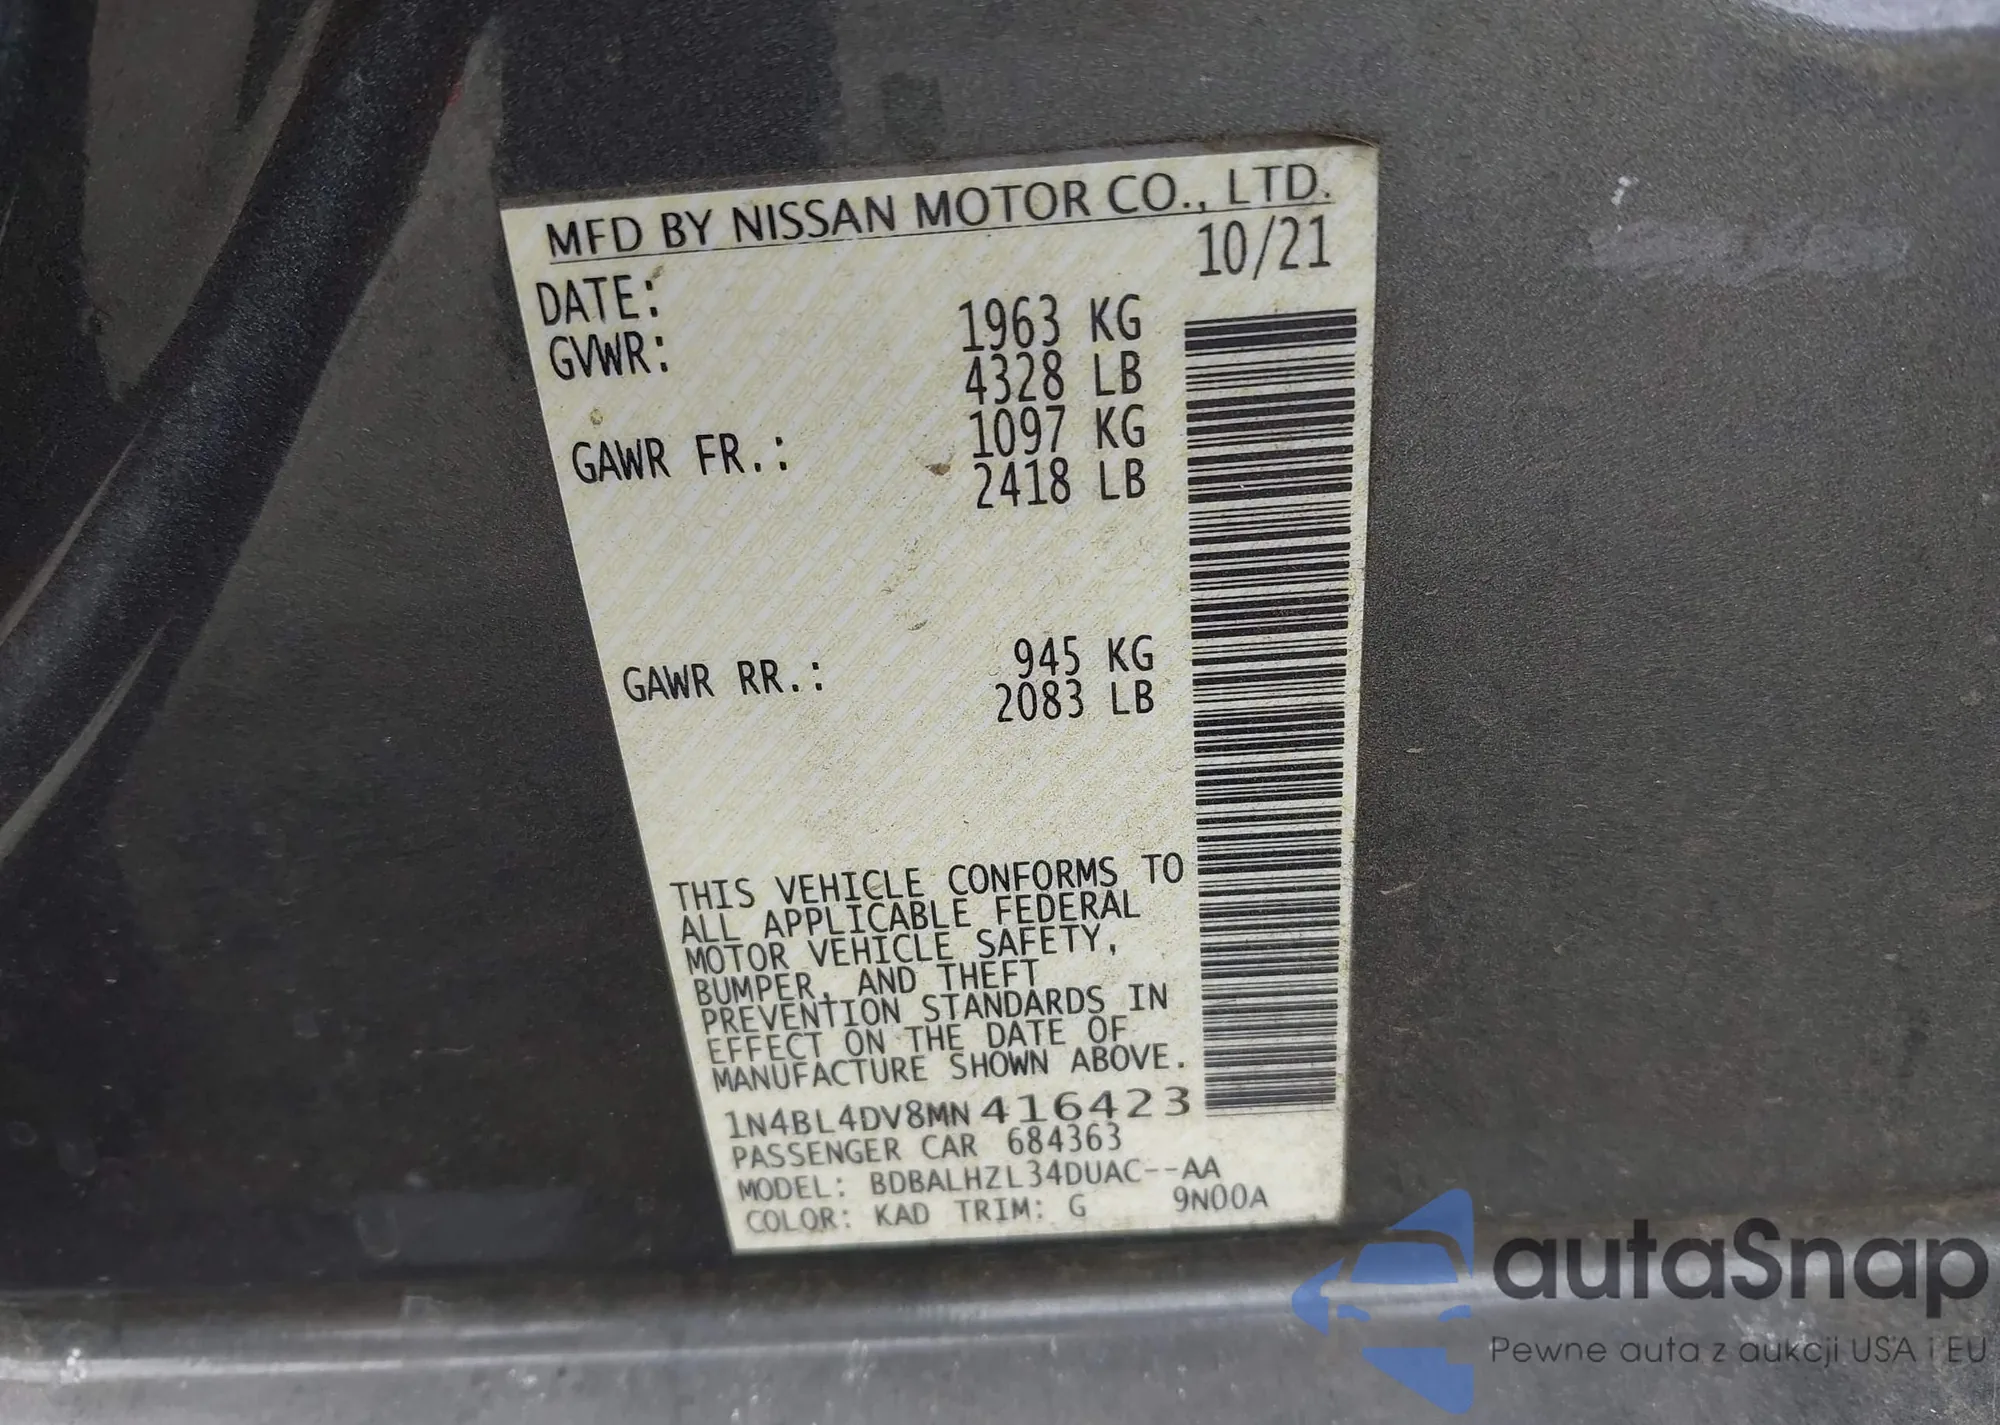 MFD BY NISSAN MOTOR CO., LTD.
DATE: 10/21
GVWR: 1963 KG
4328 LB
GAWR FR.: 1097 KG
2418 LB
GAWR RR.: 945 KG
2083 LB
THIS VEHICLE CONFORMS TO
ALL APPLICABLE FEDERAL
MOTOR VEHICLE SAFETY,
BUMPER, AND THEFT
PREVENTION STANDARDS IN
EFFECT ON THE DATE OF
MANUFACTURE SHOWN ABOVE.
1N4BL4DV8MN416423
PASSENGER CAR 684363
MODEL: BDBALHZL34DUAC--AA
COLOR: KAD TRIM: G 9N00A
autaSnap
Pewne auta z aukcji USA i EU